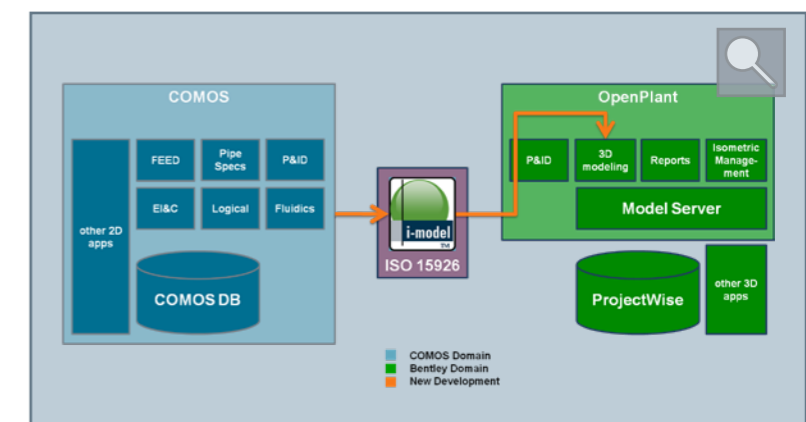 COMOS
other 2D
apps
FEED
Pipe
Specs
P&ID
EI&C
Logical
Fluidics
COMOS DB
i-model
TM
ISO 15926
OpenPlant
P&ID
3D
modeling
Reports
Isometric
Manage-
ment
Model Server
ProjectWise
other 3D
apps
COMOS Domain
Bentley Domain
New Development